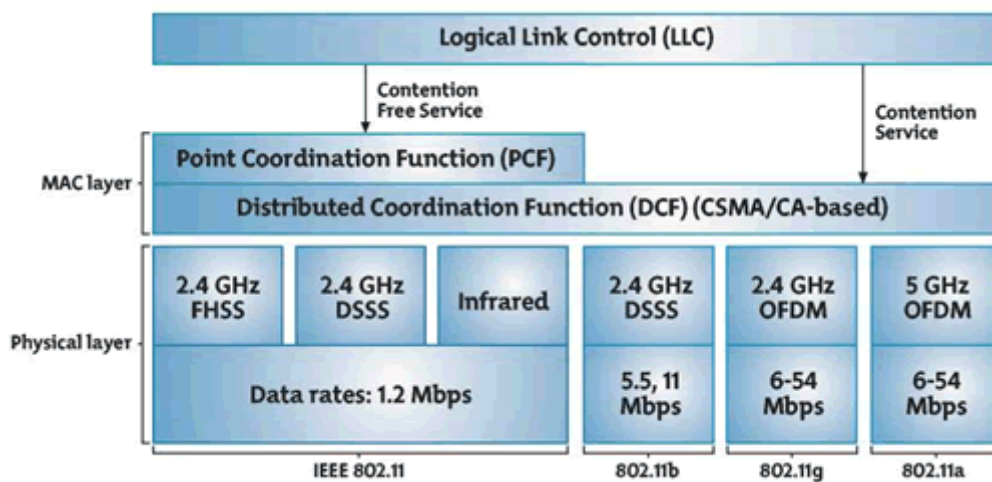 Logical Link Control (LLC)
Contention
Free Service
Contention
Service
Point Coordination Function (PCF)
MAC layer
Distributed Coordination Function (DCF) (CSMA/CA-based)
2.4 GHz
FHSS
2.4 GHz
DSSS
Infrared
2.4 GHz
DSSS
2.4 GHz
OFDM
5 GHz
OFDM
Physical layer
Data rates: 1.2 Mbps
5.5, 11
Mbps
6-54
Mbps
6-54
Mbps
IEEE 802.11
802.11b
802.11g
802.11a